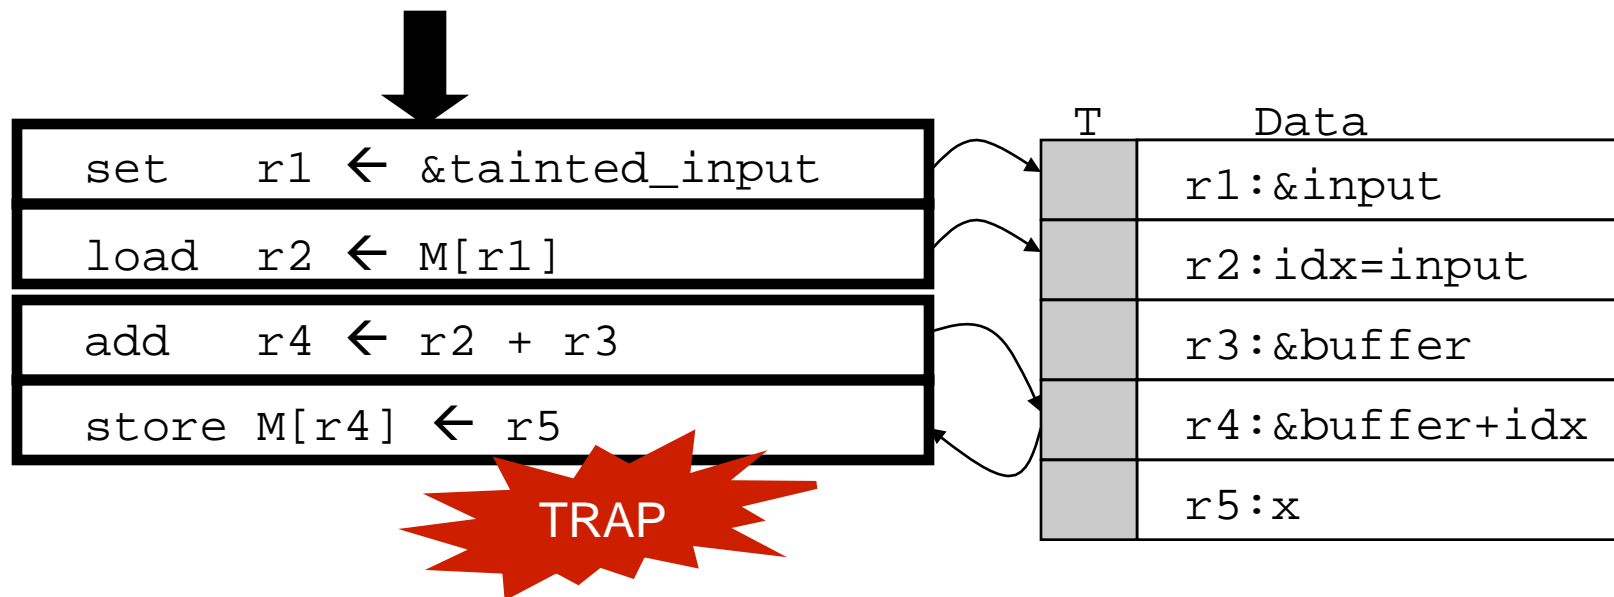 set r1 ← &tainted_input
load r2 ← M[r1]
add r4 ← r2 + r3
store M[r4] ← r5
TRAP
T Data
r1:&input
r2:idx=input
r3:&buffer
r4:&buffer+idx
r5:x